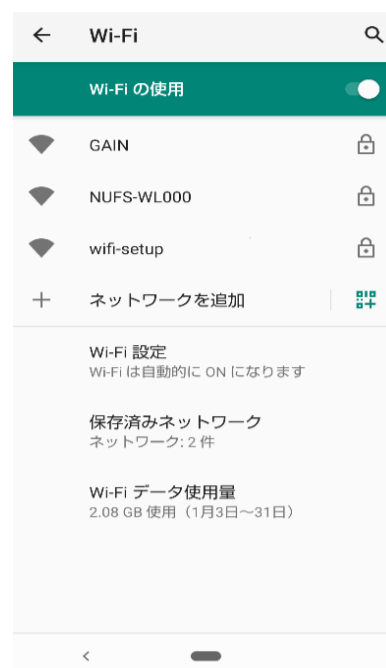 Wi-Fi
Wi-Fi の使用
GAIN
NUFS-WL000
wifi-setup
ネットワークを追加
Wi-Fi 設定
Wi-Fi は自動的に ON になります
保存済みネットワーク
ネットワーク: 2 件
Wi-Fi データ使用量
2.08 GB 使用（1月3日～31日）